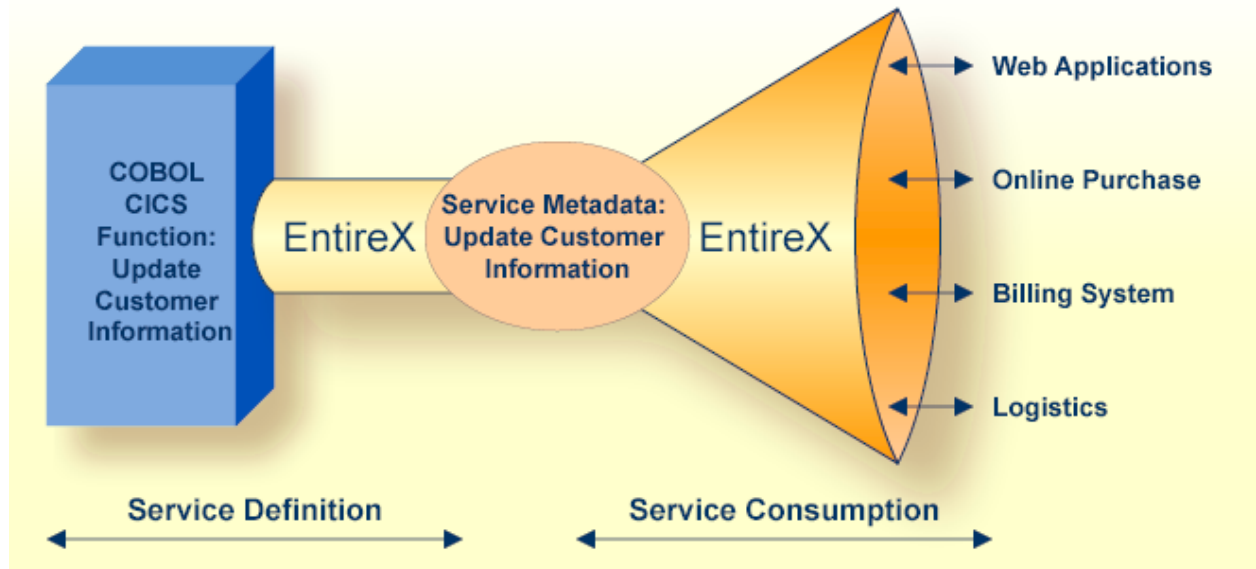 COBOL
CICS
Function:
Update
Customer
Information
EntireX
Service Metadata:
Update Customer
Information
EntireX
Web Applications
Online Purchase
Billing System
Logistics
Service Definition
Service Consumption